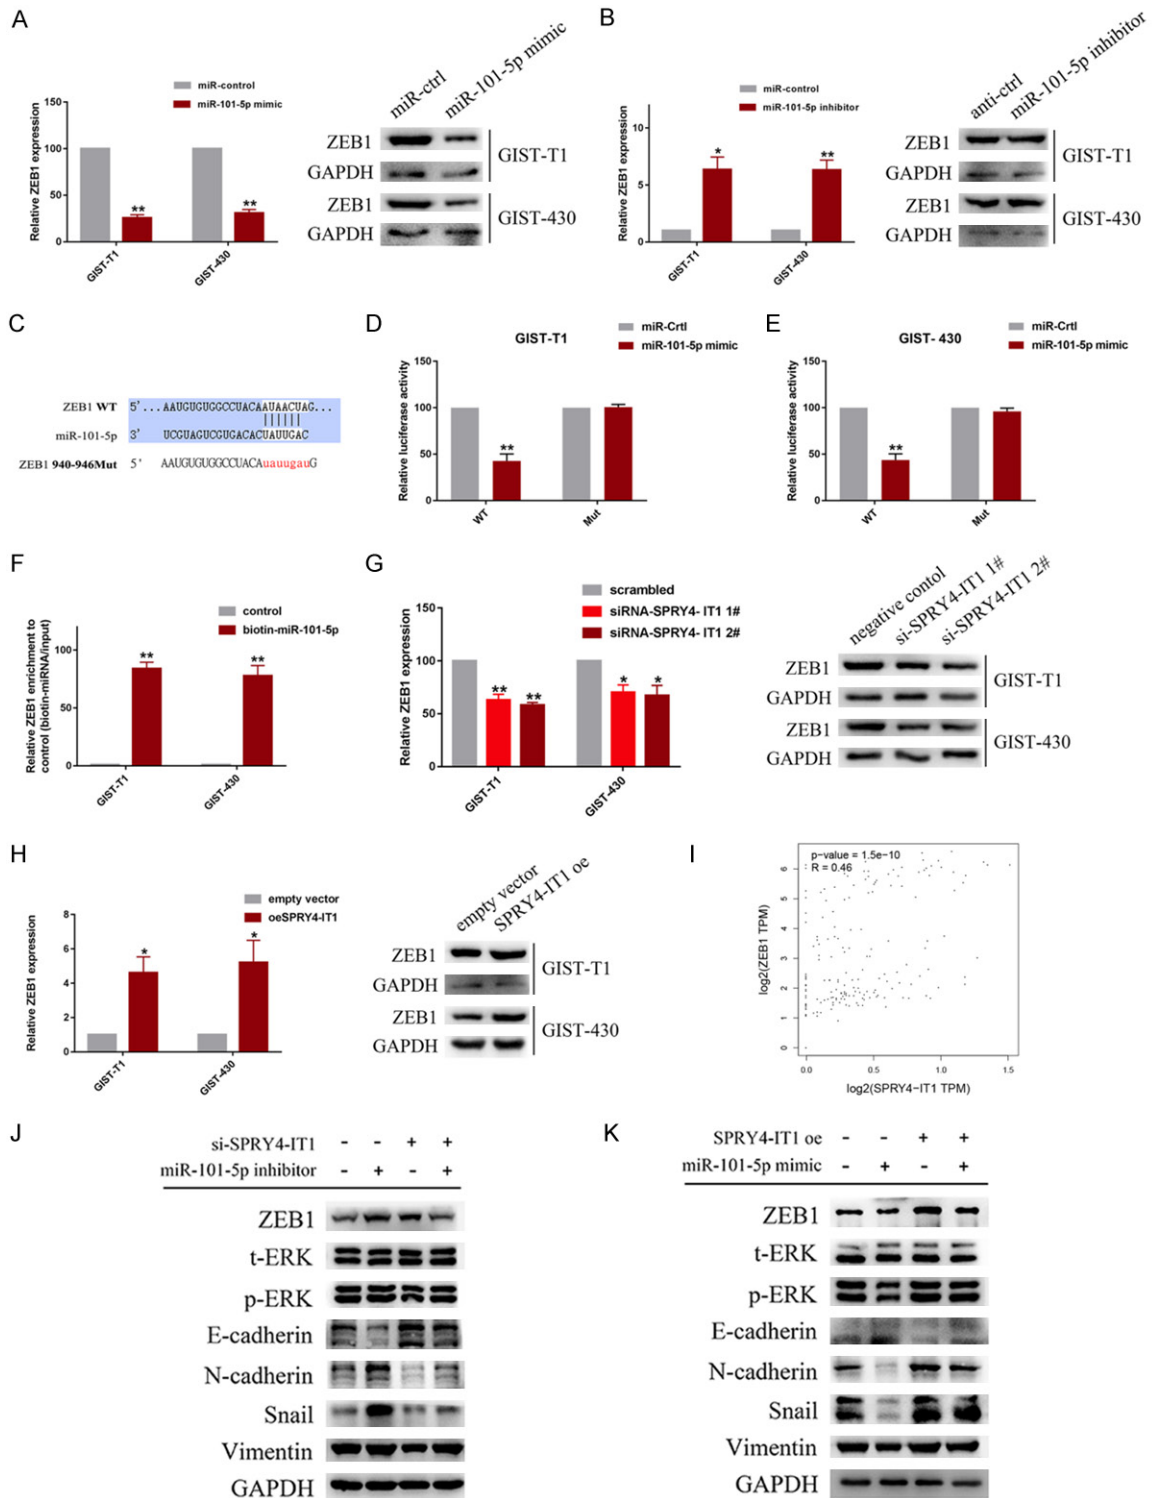 A
miR-control
miR-101-5p mimic
Relative ZEB1 expression
150
100
50
0
**
**
GIST-T1
GIST-430
miR-ctrl
miR-101-5p mimic
ZEB1
GAPDH
GIST-T1
ZEB1
GAPDH
GIST-430
B
miR-control
miR-101-5p inhibitor
Relative ZEB1 expression
10
5
0
*
**
GIST-T1
GIST-430
anti-ctrl
miR-101-5p inhibitor
ZEB1
GAPDH
GIST-T1
ZEB1
GAPDH
GIST-430
C
ZEB1 WT 5'...AAUGUGUGGCCUACAAUAACUAG...
miR-101-5p 3' UCGUAGUCGUGACACUAUUGAC
ZEB1 940-946Mut 5' AAUGUGUGGCCUACAuauugauG
D
GIST-T1
miR-Crtl
miR-101-5p mimic
Relative luciferase activity
150
100
50
0
**
WT
Mut
E
GIST- 430
miR-Crtl
miR-101-5p mimic
Relative luciferase activity
150
100
50
0
**
WT
Mut
F
control
biotin-miR-101-5p
Relative ZEB1 enrichment to
control (biotin-miRNA/input)
100
50
0
**
**
GIST-T1
GIST-430
G
scrambled
siRNA-SPRY4- IT1 1#
siRNA-SPRY4- IT1 2#
Relative ZEB1 expression
150
100
50
0
**
**
*
*
GIST-T1
GIST-430
negative contol
si-SPRY4-IT1 1#
si-SPRY4-IT1 2#
ZEB1
GAPDH
GIST-T1
ZEB1
GAPDH
GIST-430
H
empty vector
oeSPRY4-IT1
Relative ZEB1 expression
8
6
4
2
0
*
*
GIST-T1
GIST-430
empty vector
SPRY4-IT1 oe
ZEB1
GAPDH
GIST-T1
ZEB1
GAPDH
GIST-430
I
p-value = 1.5e-10
R = 0.46
log2(ZEB1 TPM)
6
5
4
3
2
1
0
0.0
0.5
1.0
1.5
log2(SPRY4-IT1 TPM)
J
si-SPRY4-IT1 - - + +
miR-101-5p inhibitor - + - +
ZEB1
t-ERK
p-ERK
E-cadherin
N-cadherin
Snail
Vimentin
GAPDH
K
SPRY4-IT1 oe - - + +
miR-101-5p mimic - + - +
ZEB1
t-ERK
p-ERK
E-cadherin
N-cadherin
Snail
Vimentin
GAPDH